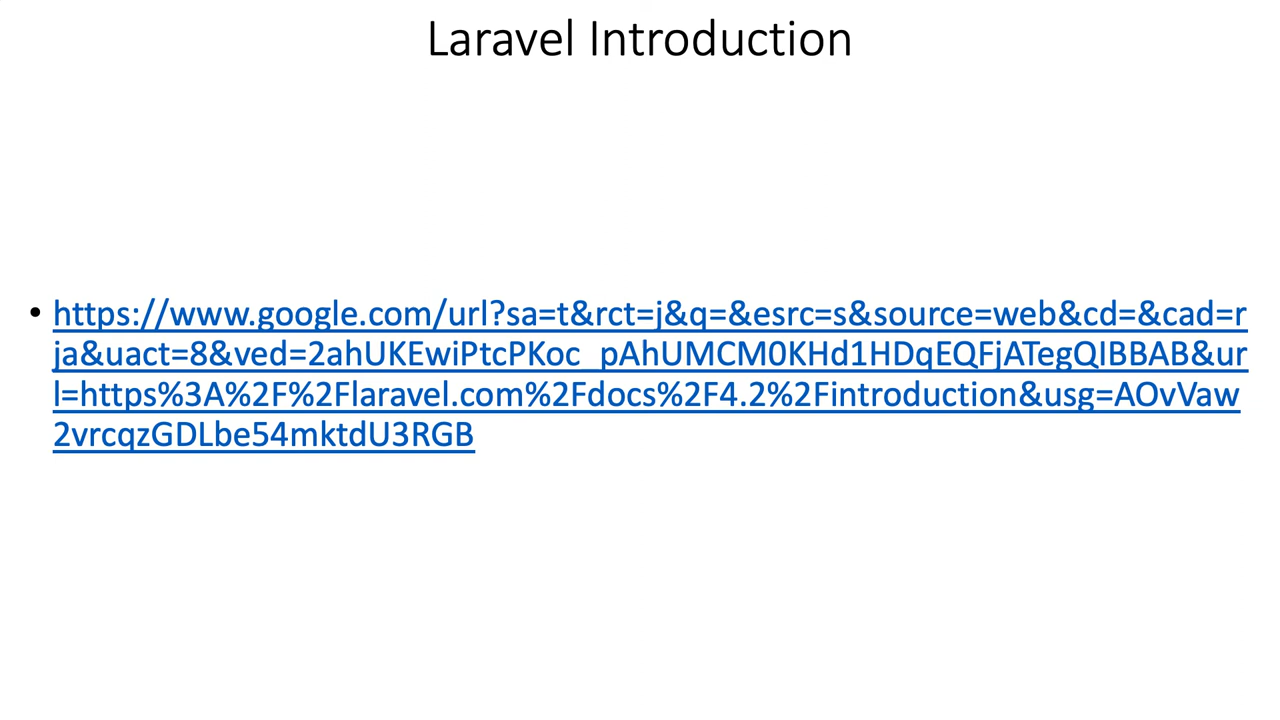 Laravel Introduction
• https://www.google.com/url?sa=t&rct=j&q=&esrc=s&source=web&cd=&cad=r
ja&uact=8&ved=2ahUKEwiPtcPKoc_pAhUMCM0KHd1HDqEQFjATegQIBBAB&ur
l=https%3A%2F%2Flaravel.com%2Fdocs%2F4.2%2Fintroduction&usg=AOvVaw
2vrcqzGDLbe54mktdU3RGB